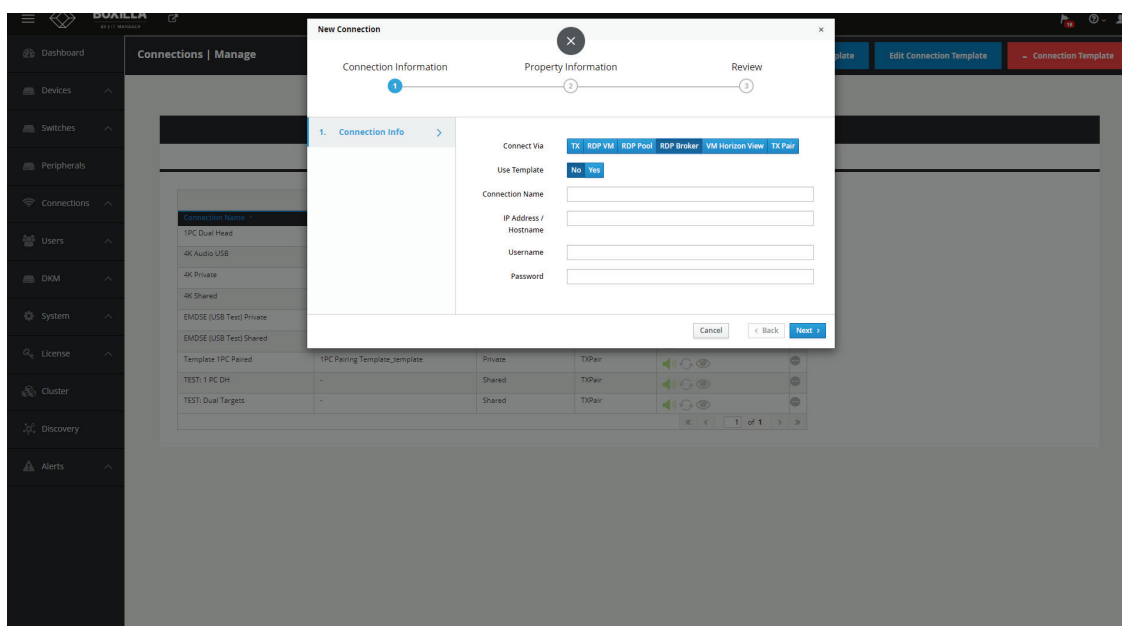 BOXILLA
New Connection
×
18
Dashboard
Connections | Manage
Edit Connection Template
- Connection Template
Connection Information
Property Information
Review
1
2
3
Devices
Switches
Peripherals
Connections
Users
DKM
System
License
Cluster
Discovery
Alerts
1. Connection Info >
Connect Via
TX RDP VM RDP Pool RDP Broker VM Horizon View TX Pair
Use Template
No Yes
Connection Name
IP Address /
Hostname
Username
Password
Cancel
< Back
Next >
Connection Name
1PC Dual Head
4K Audio USB
4K Private
4K Shared
EMDSE (USB Test) Private
EMDSE (USB Test) Shared
Template 1PC Paired 1PC Pairing Template_template Private TXPair
TEST: 1 PC DH - Shared TXPair
TEST: Dual Targets - Shared TXPair
« < 1 of 1 > »